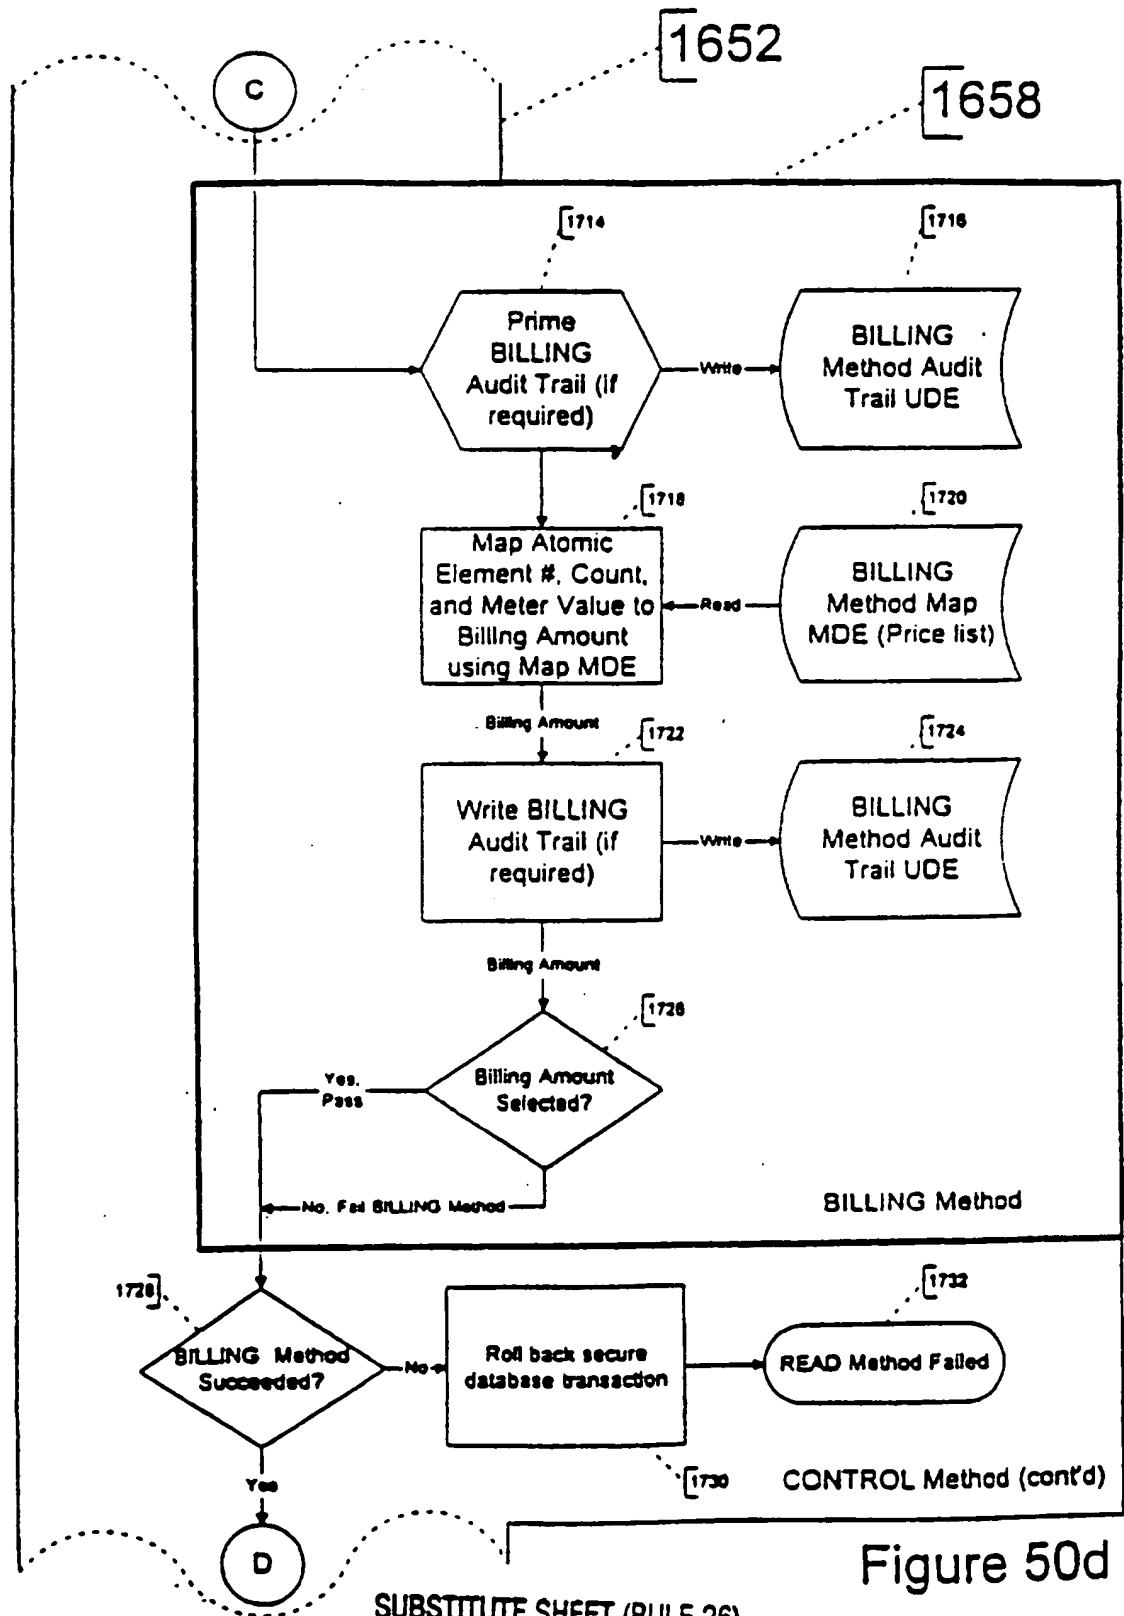 1652
C
1658
1714
1716
Prime
BILLING
Audit Trail (if
required)
Write
BILLING
Method Audit
Trail UDE
1718
1720
Map Atomic
Element #, Count,
and Meter Value to
Billing Amount
using Map MDE
Read
BILLING
Method Map
MDE (Price list)
Billing Amount
1722
1724
Write BILLING
Audit Trail (if
required)
Write
BILLING
Method Audit
Trail UDE
Billing Amount
1726
Yes,
Pass
Billing Amount
Selected?
No, Fail BILLING Method
BILLING Method
1728
1732
BILLING Method
Succeeded?
No
Roll back secure
database transaction
READ Method Failed
Yes
1730
CONTROL Method (cont'd)
D
Figure 50d
SUBSTITUTE SHEET (RULE 26)